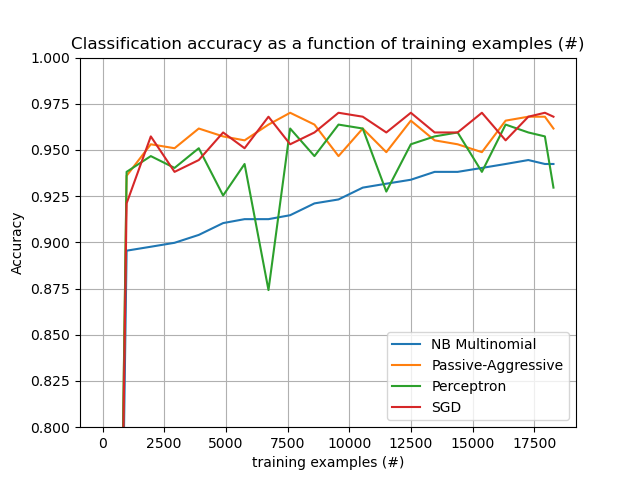 Classification accuracy as a function of training examples (#)
1.000
0.975
0.950
0.925
0.900
0.875
0.850
0.825
0.800
Accuracy
NB Multinomial
Passive-Aggressive
Perceptron
SGD
0 2500 5000 7500 10000 12500 15000 17500
training examples (#)